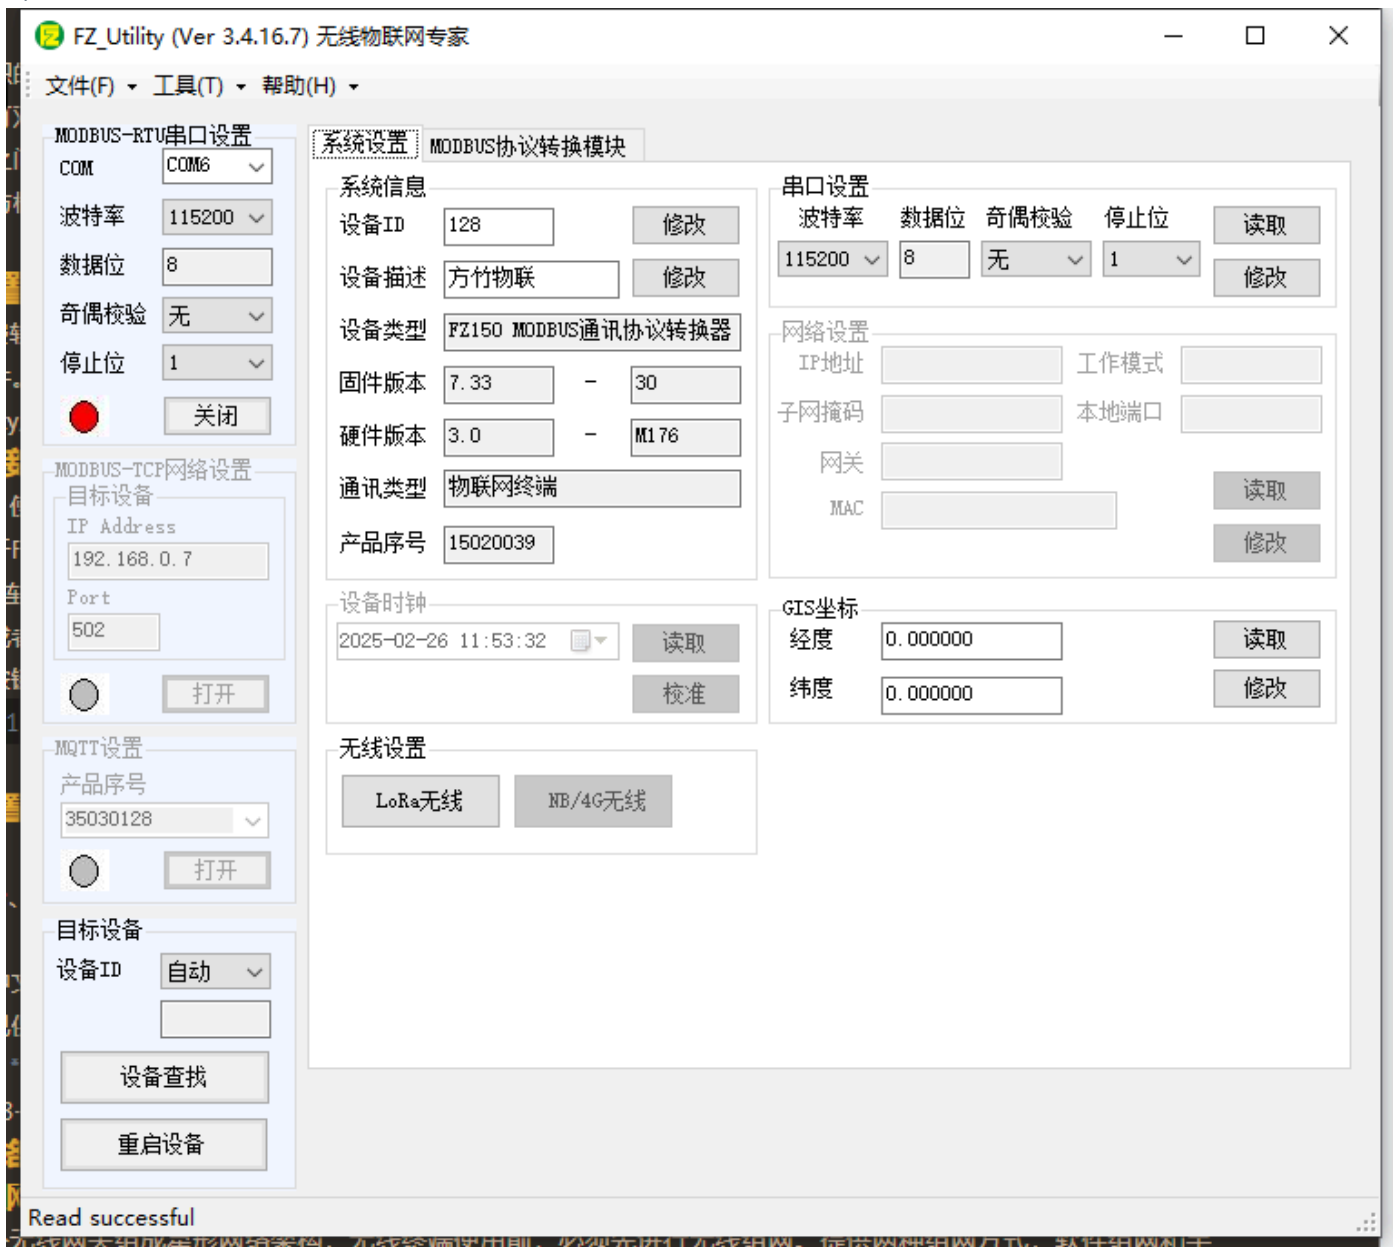 FZ_Utility (Ver 3.4.16.7) 无线物联网专家
文件(F) 工具(T) 帮助(H)
MODBUS-RTU串口设置
COM COM6
波特率 115200
数据位 8
奇偶校验 无
停止位 1
关闭
MODBUS-TCP网络设置
目标设备
IP Address
192.168.0.7
Port
502
打开
MQTT设置
产品序号
35030128
打开
目标设备
设备ID 自动
设备查找
重启设备
系统设置 MODBUS协议转换模块
系统信息
设备ID 128 修改
设备描述 方竹物联 修改
设备类型 FZ150 MODBUS通讯协议转换器
固件版本 7.33 - 30
硬件版本 3.0 - M176
通讯类型 物联网终端
产品序号 15020039
设备时钟
2025-02-26 11:53:32 读取
校准
无线设置
LoRa无线 NB/4G无线
串口设置
波特率 数据位 奇偶校验 停止位 读取
115200 8 无 1 修改
网络设置
IP地址 工作模式
子网掩码 本地端口
网关 读取
MAC
修改
GIS坐标
经度 0.000000 读取
纬度 0.000000 修改
Read successful